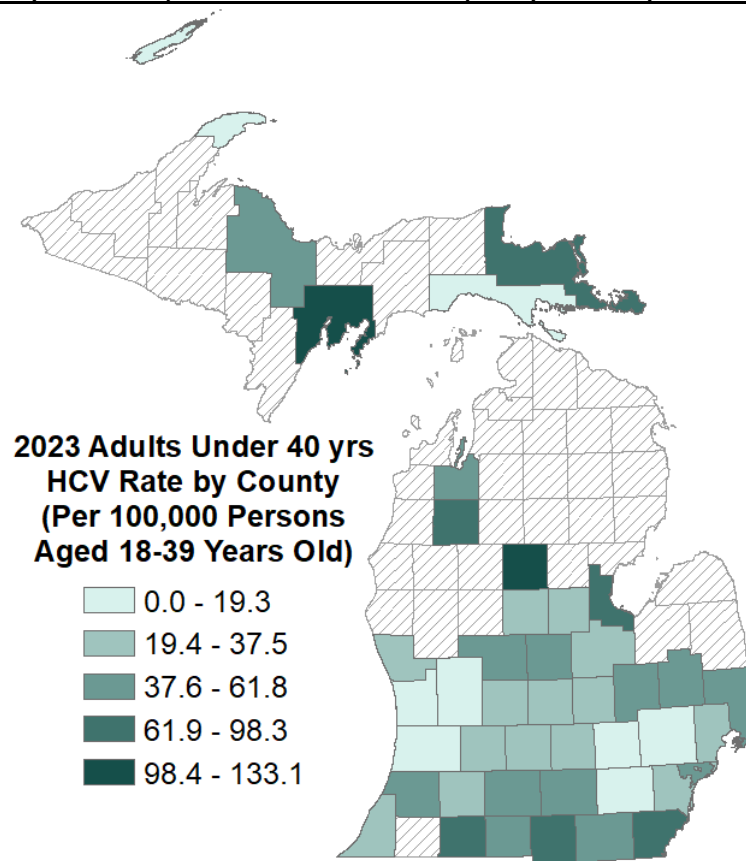 2023 Adults Under 40 yrs
HCV Rate by County
(Per 100,000 Persons
Aged 18-39 Years Old)
0.0 - 19.3
19.4 - 37.5
37.6 - 61.8
61.9 - 98.3
98.4 - 133.1